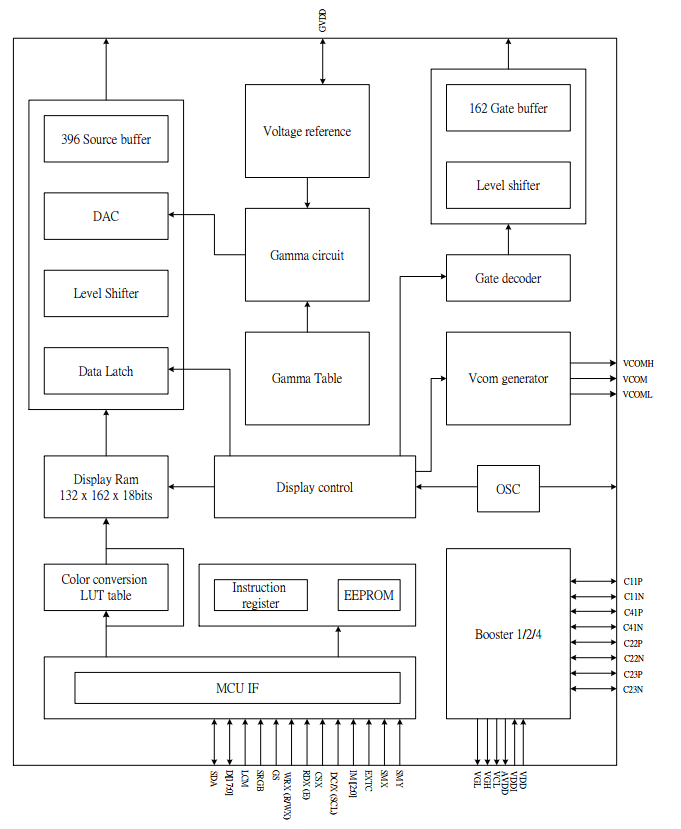 GVDD
396 Source buffer
DAC
Level Shifter
Data Latch
Voltage reference
Gamma circuit
Gamma Table
162 Gate buffer
Level shifter
Gate decoder
Vcom generator
VCOMH
VCOM
VCOML
Display Ram
132 x 162 x 18bits
Display control
OSC
Color conversion
LUT table
Instruction
register
EEPROM
MCU IF
Booster 1/2/4
C11P
C11N
C41P
C41N
C22P
C22N
C23P
C23N
SDA
D[17:0]
LCM
SRGB
GS
WRX (R/WX)
RDX (E)
CSX
DC/X (SCL)
IM [2:0]
EXTC
SMX
SMY
VGL
VGH
VCL
AVDD
VDDI
VDD